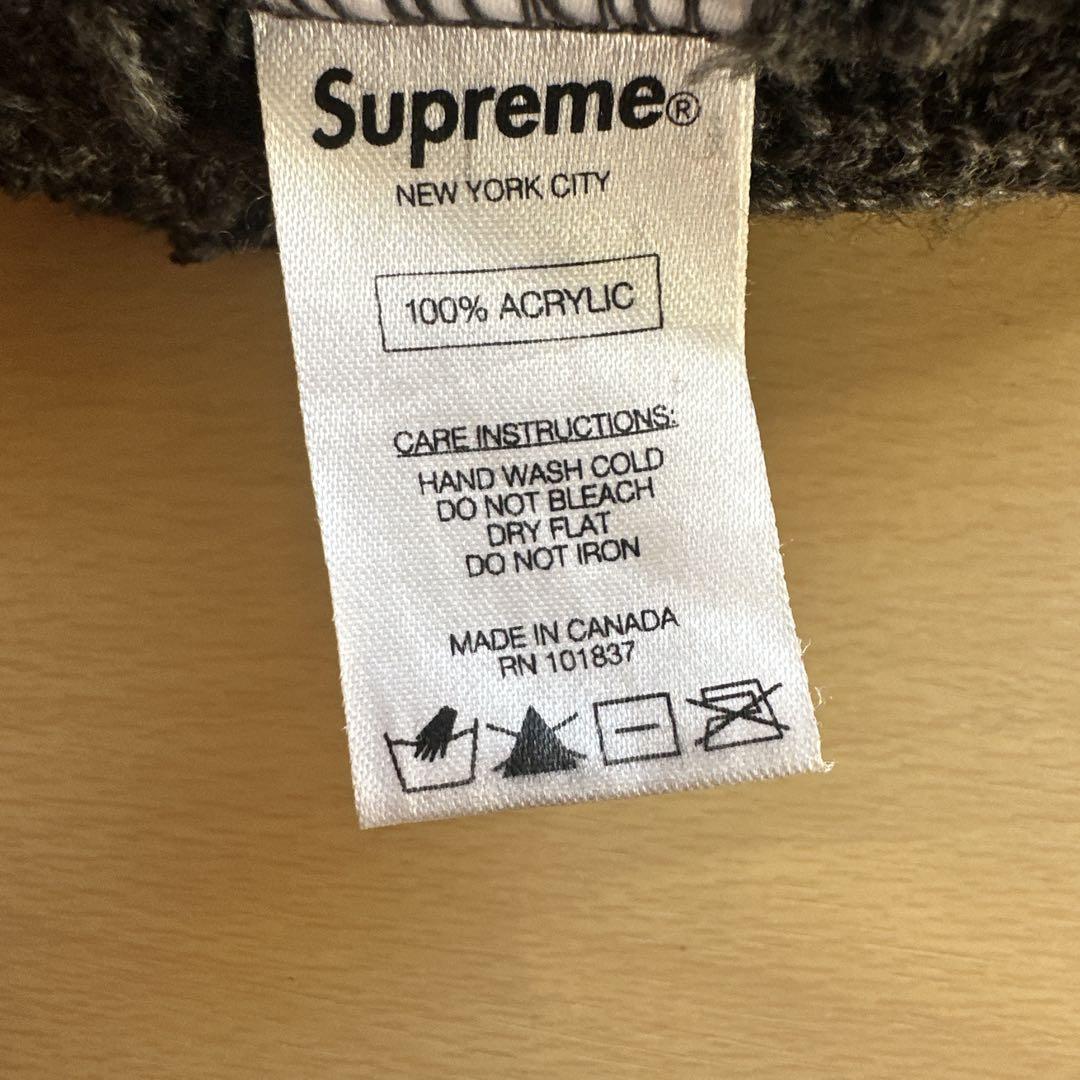 Supreme®
NEW YORK CITY
100% ACRYLIC
CARE INSTRUCTIONS:
HAND WASH COLD
DO NOT BLEACH
DRY FLAT
DO NOT IRON
MADE IN CANADA
RN 101837